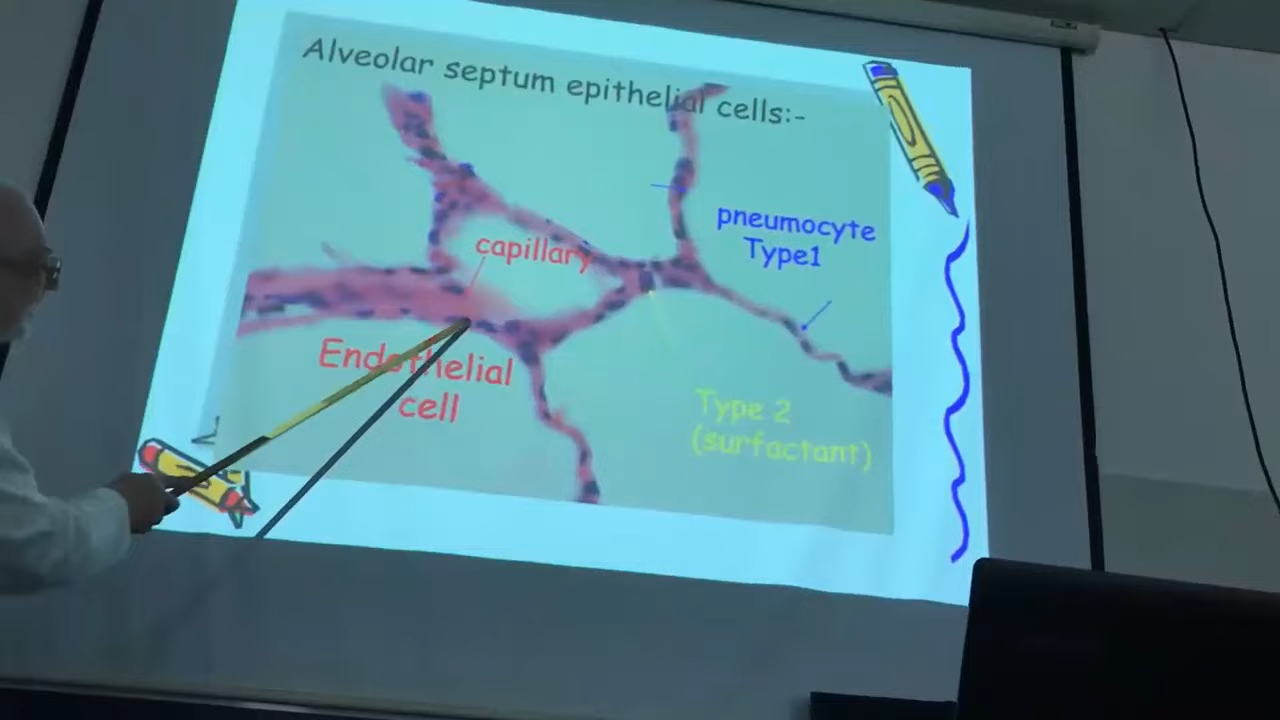 Alveolar septum epithelial cells:-
pneumocyte
Type1
capillary
Endothelial
cell
Type 2
(surfactant)